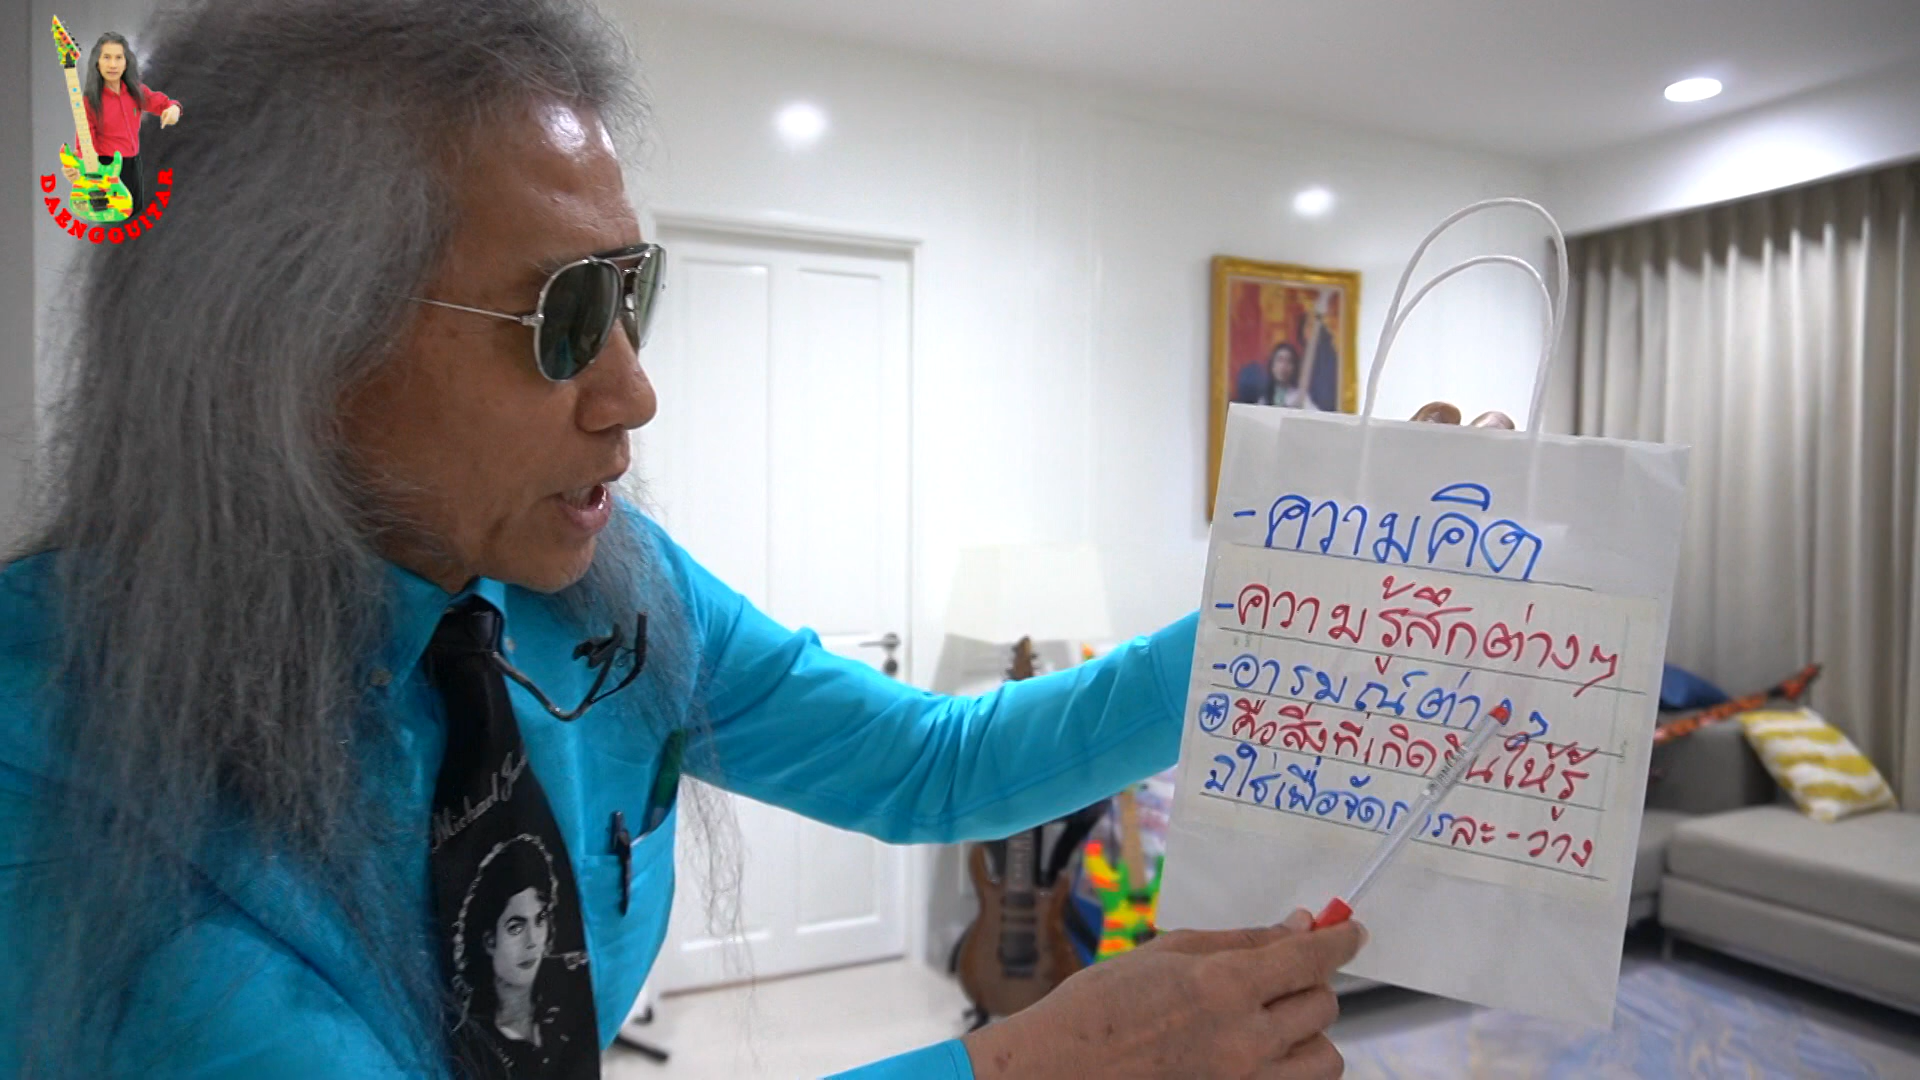 DAENGGUITAR
- ความคิด
- ความรู้สึกต่างๆ
- อารมณ์ต่างๆ
คือสิ่งที่เกิดขึ้นให้รู้
มิใช่เพื่อจัดการละ - วาง
Michael